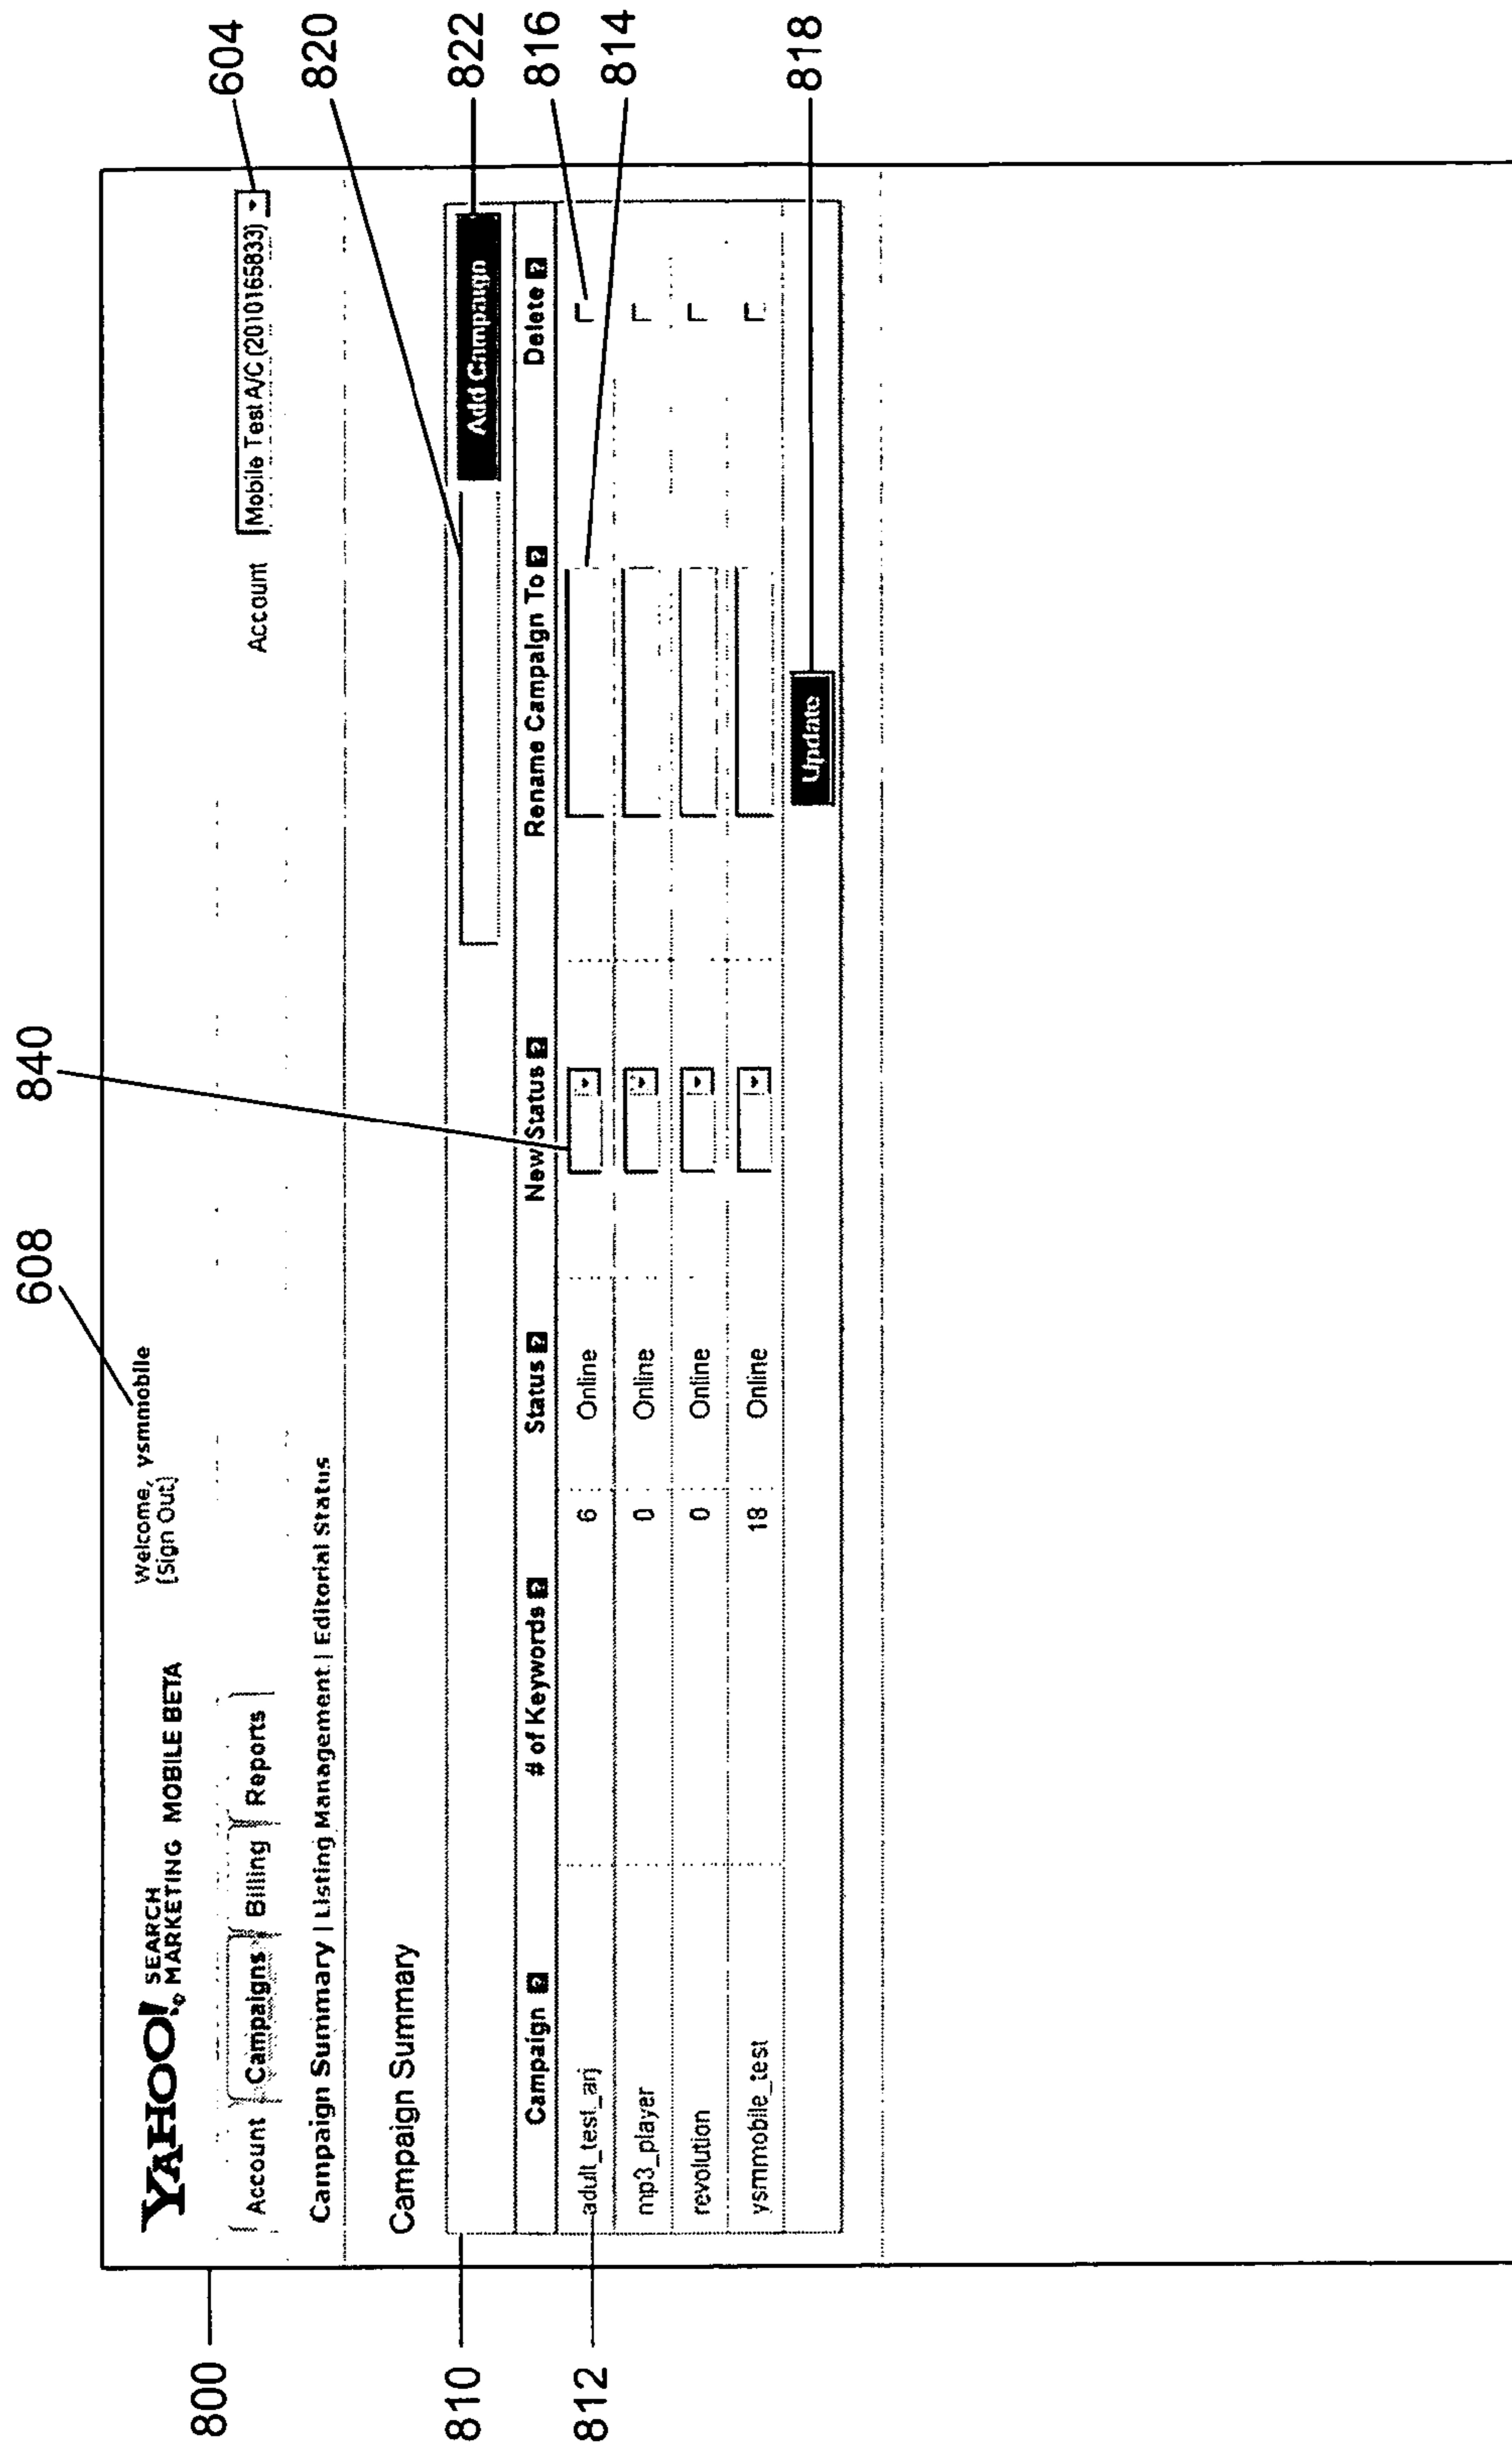 608
840
604
820
822
816
814
818
800
810
812
YAHOO! SEARCH
MARKETING MOBILE BETA
Welcome, ysmmobile
(Sign Out)
Account Campaigns Billing Reports
Account Mobile Test A/C (2010165833)
Campaign Summary | Listing Management | Editorial Status
Campaign Summary
Add Campaign
Campaign ? # of Keywords ? Status ? New Status ? Rename Campaign To ? Delete ?
adult_test_arj 6 Online
mp3_player 0 Online
revolution 0 Online
ysmmobile_test 18 Online
Update